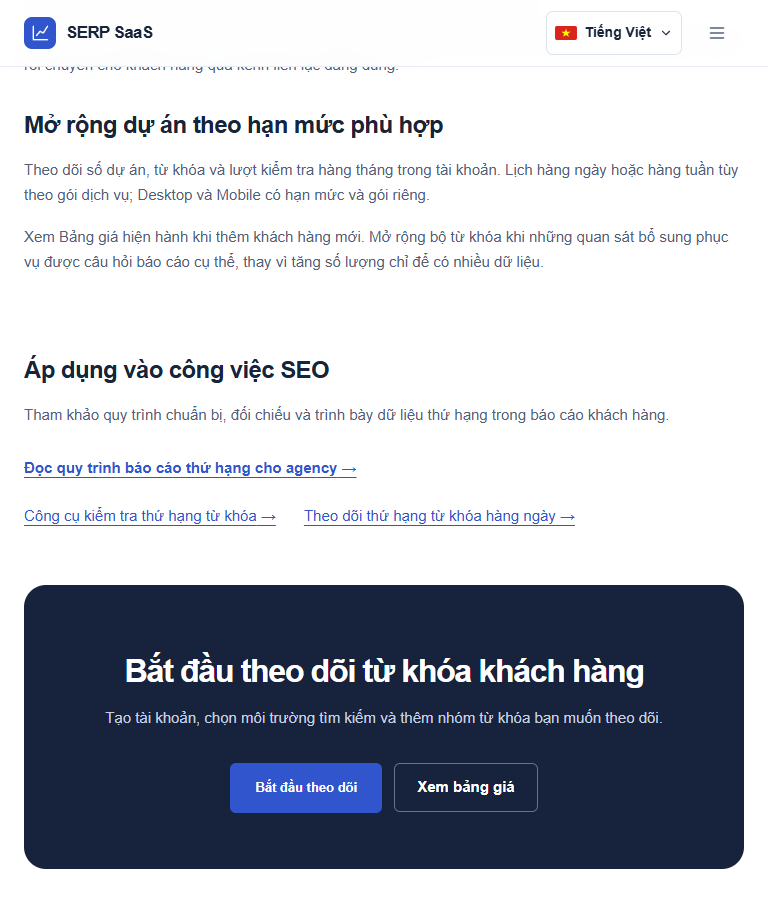 SERP SaaS
Tiếng Việt
Mở rộng dự án theo hạn mức phù hợp
Theo dõi số dự án, từ khóa và lượt kiểm tra hàng tháng trong tài khoản. Lịch hàng ngày hoặc hàng tuần tùy
theo gói dịch vụ; Desktop và Mobile có hạn mức và gói riêng.
Xem Bảng giá hiện hành khi thêm khách hàng mới. Mở rộng bộ từ khóa khi những quan sát bổ sung phục
vụ được câu hỏi báo cáo cụ thể, thay vì tăng số lượng chỉ để có nhiều dữ liệu.
Áp dụng vào công việc SEO
Tham khảo quy trình chuẩn bị, đối chiếu và trình bày dữ liệu thứ hạng trong báo cáo khách hàng.
Đọc quy trình báo cáo thứ hạng cho agency →
Công cụ kiểm tra thứ hạng từ khóa → Theo dõi thứ hạng từ khóa hàng ngày →
Bắt đầu theo dõi từ khóa khách hàng
Tạo tài khoản, chọn môi trường tìm kiếm và thêm nhóm từ khóa bạn muốn theo dõi.
Bắt đầu theo dõi Xem bảng giá